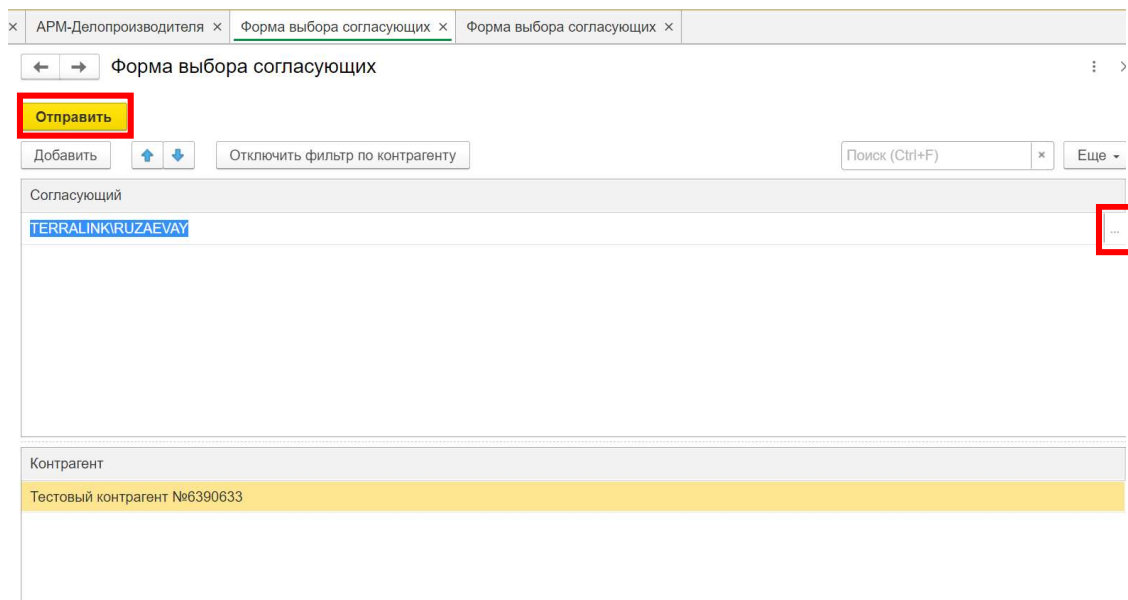 АРМ-Делопроизводителя × Форма выбора согласующих × Форма выбора согласующих ×
Форма выбора согласующих
Отправить
Добавить Отключить фильтр по контрагенту Поиск (Ctrl+F) × Еще
Согласующий
TERRALINK\RUZAEVAY ...
Контрагент
Тестовый контрагент №6390633